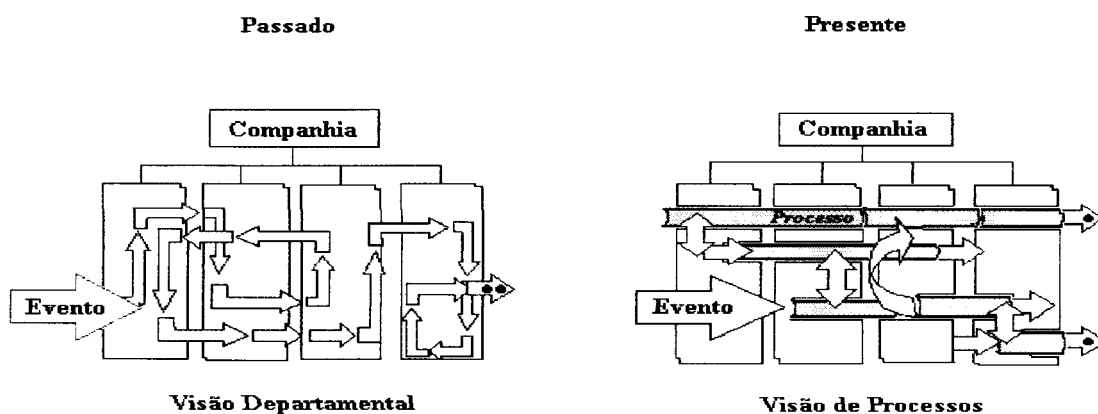 Passado
Presente
Companhia
Companhia
Processo
Evento
Evento
Visão Departamental
Visão de Processos